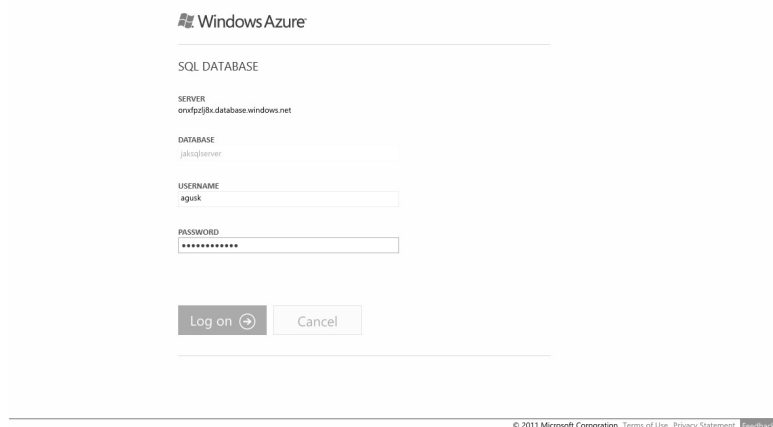 Windows Azure
SQL DATABASE
SERVER
onxfpzlj8x.database.windows.net
DATABASE
jaksqlserver
USERNAME
agusk
PASSWORD
••••••••••••
Log on Cancel
© 2011 Microsoft Corporation Terms of Use Privacy Statement Feedback